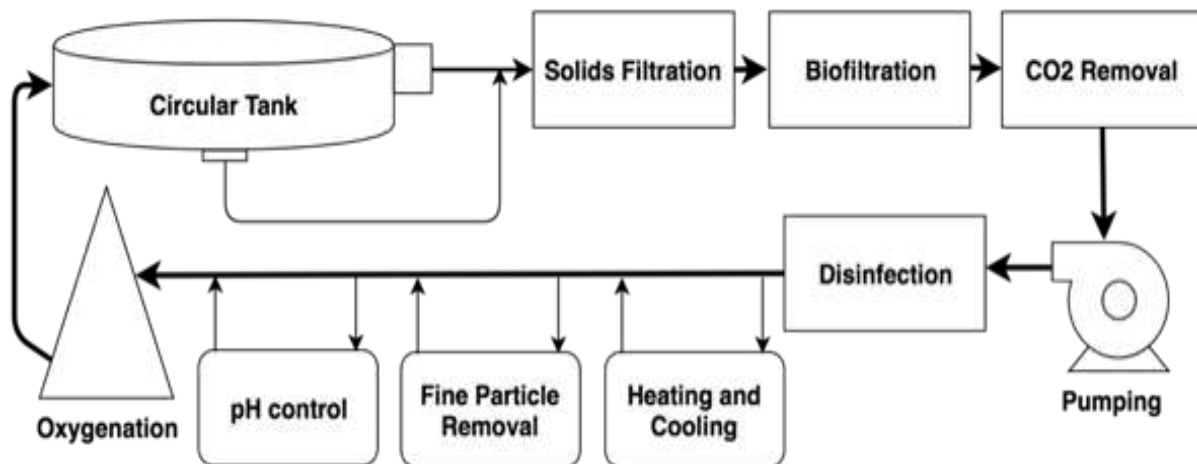 Circular Tank
Solids Filtration
Biofiltration
CO2 Removal
Disinfection
Pumping
Oxygenation
pH control
Fine Particle
Removal
Heating and
Cooling